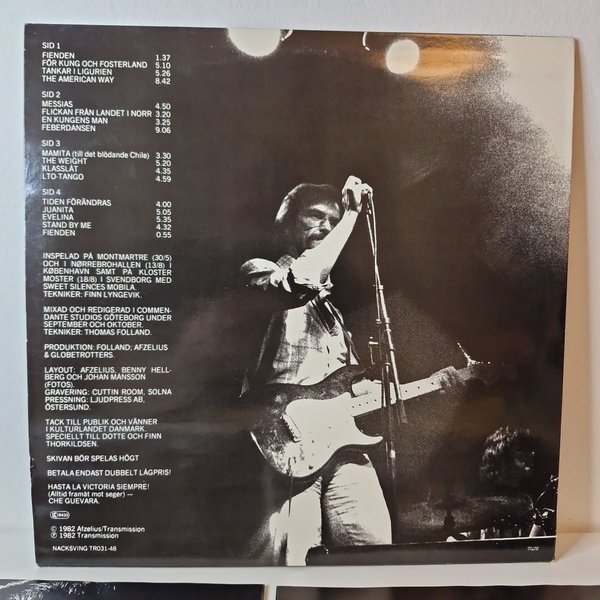 SID 1
FIENDEN 1.37
FÖR KUNG OCH FOSTERLAND 5.10
TANKAR I LIGURIEN 5.26
THE AMERICAN WAY 8.42
SID 2
MESSIAS 4.50
FLICKAN FRÅN LANDET I NORR 3.20
EN KUNGENS MAN 3.25
FEBERDANSEN 9.06
SID 3
MAMITA (till det blödande Chile) 3.30
THE WEIGHT 5.20
KLASSLÅT 4.35
LTO-TANGO 4.59
SID 4
TIDEN FÖRÄNDRAS 4.00
JUANITA 5.05
EVELINA 5.35
STAND BY ME 4.32
FIENDEN 0.55
INSPELAD PÅ MONTMARTRE (30/5)
OCH I NØRREBROHALLEN (13/8) I
KØBENHAVN SAMT PÅ KLOSTER
MOSTER (18/8) I SVENDBORG MED
SWEET SILENCES MOBILA.
TEKNIKER: FINN LYNGEVIK.
MIXAD OCH REDIGERAD I COMMEN-
DANTE STUDIOS GÖTEBORG UNDER
SEPTEMBER OCH OKTOBER.
TEKNIKER: THOMAS FOLLAND.
PRODUKTION: FOLLAND; AFZELIUS
& GLOBETROTTERS.
LAYOUT: AFZELIUS, BENNY HELL-
BERG OCH JOHAN MÅNSSON
(FOTOS).
GRAVERING: CUTTIN ROOM, SOLNA
PRESSNING: LJUDPRESS AB,
ÖSTERSUND.
TACK TILL PUBLIK OCH VÄNNER
I KULTURLANDET DANMARK.
SPECIELLT TILL DOTTE OCH FINN
THORKILDSEN.
SKIVAN BÖR SPELAS HÖGT
BETALA ENDAST DUBBELT LÅGPRIS!
HASTA LA VICTORIA SIEMPRE!
(Alltid framåt mot seger) —
CHE GUEVARA.
© 1982 Afzelius/Transmission
℗ 1982 Transmission
NACKSVING TR031-48